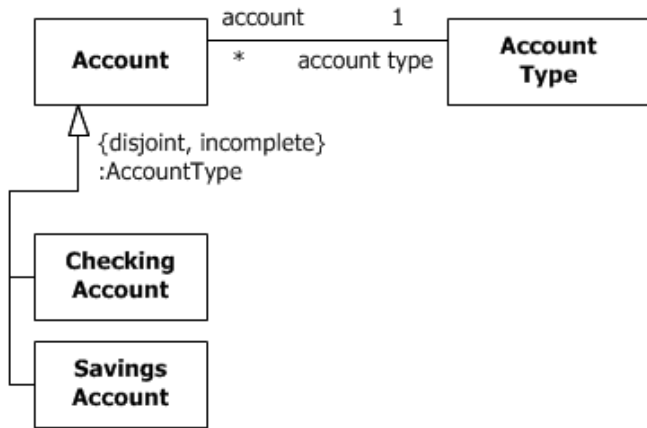 account 1
Account
* account type
Account
Type
{disjoint, incomplete}
:AccountType
Checking
Account
Savings
Account